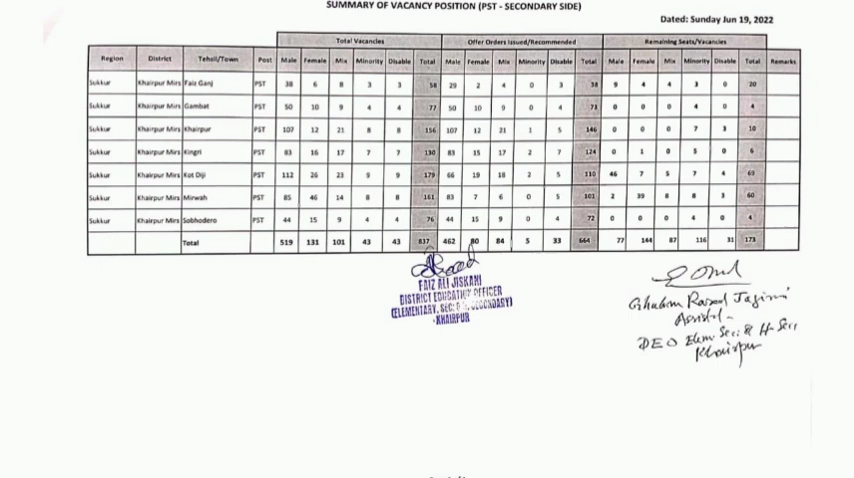 SUMMARY OF VACANCY POSITION (PST - SECONDARY SIDE)
Dated: Sunday Jun 19, 2022
Total Vacancies Offer Orders Issued/Recommended Remaining Seats/Vacancies
Region District Tehsil/Town Post Male Female Mix Minority Disable Total Male Female Mix Minority Disable Total Male Female Mix Minority Disable Total Remarks
Sukkur Khairpur Mirs Faiz Ganj PST 38 6 8 3 3 58 29 2 4 0 3 38 9 4 4 3 0 20
Sukkur Khairpur Mirs Gambat PST 50 10 9 4 4 77 50 10 9 0 4 73 0 0 0 4 0 4
Sukkur Khairpur Mirs Khairpur PST 107 12 21 8 8 156 107 12 21 1 5 146 0 0 0 7 3 10
Sukkur Khairpur Mirs Kingri PST 83 16 17 7 7 130 83 15 17 2 7 124 0 1 0 5 0 6
Sukkur Khairpur Mirs Kot Diji PST 112 26 23 9 9 179 66 19 18 2 5 110 46 7 5 7 4 69
Sukkur Khairpur Mirs Mirwah PST 85 46 14 8 8 161 83 7 6 0 5 101 2 39 8 8 3 60
Sukkur Khairpur Mirs Sobhodero PST 44 15 9 4 4 76 44 15 9 0 4 72 0 0 0 4 0 4
Total 519 131 101 43 43 837 462 80 84 5 33 664 77 144 87 116 31 173
FAIZ ALI JISKANI
DISTRICT EDUCATION OFFICER
(ELEMENTARY, SEC: SECONDARY)
KHAIRPUR
Ghulam Rasool
DEO Elem Sec: & H Sec
Khairpur